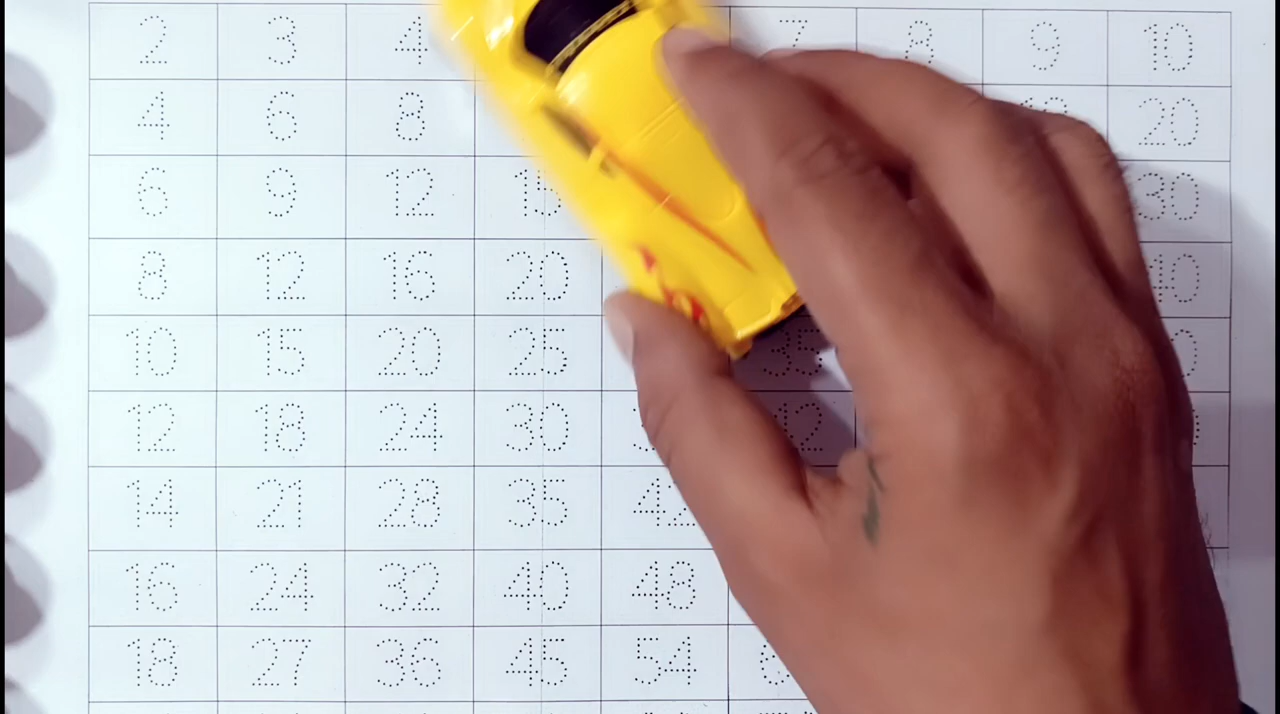 2 3 4 7 8 9 10
4 6 8 20
6 9 12 15 30
8 12 16 20 40
10 15 20 25 35
12 18 24 30 42
14 21 28 35 42
16 24 32 40 48
18 27 36 45 54